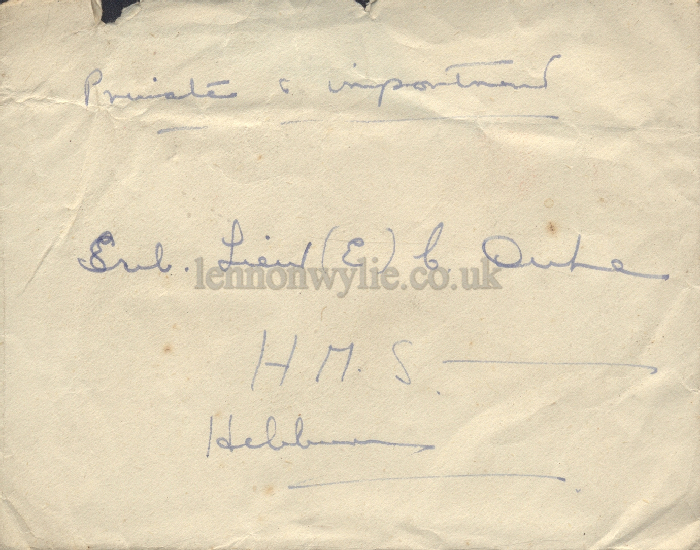 Private & important
Sub. Lieut (E) C Duke
lennonwylie.co.uk
H M. S.
Hebburn